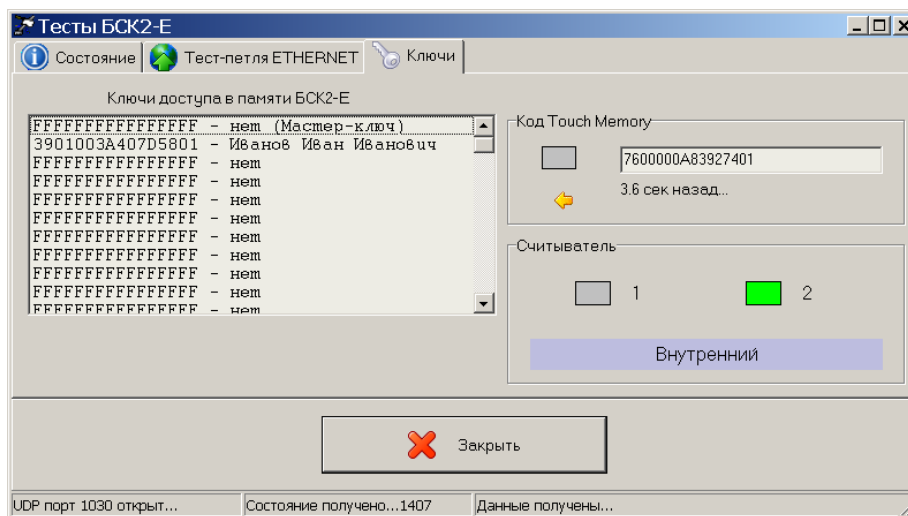 Тесты БСК2-Е
Состояние
Тест-петля ETHERNET
Ключи
Ключи доступа в памяти БСК2-Е
FFFFFFFFFFFFFFFF - нет (Мастер-ключ)
3901003A407D5801 - Иванов Иван Иванович
FFFFFFFFFFFFFFFF - нет
FFFFFFFFFFFFFFFF - нет
FFFFFFFFFFFFFFFF - нет
FFFFFFFFFFFFFFFF - нет
FFFFFFFFFFFFFFFF - нет
FFFFFFFFFFFFFFFF - нет
FFFFFFFFFFFFFFFF - нет
FFFFFFFFFFFFFFFF - нет
FFFFFFFFFFFFFFFF - нет
Код Touch Memory
7600000A83927401
3.6 сек назад...
Считыватель
1
2
Внутренний
Закрыть
UDP порт 1030 открыт...
Состояние получено...1407
Данные получены...